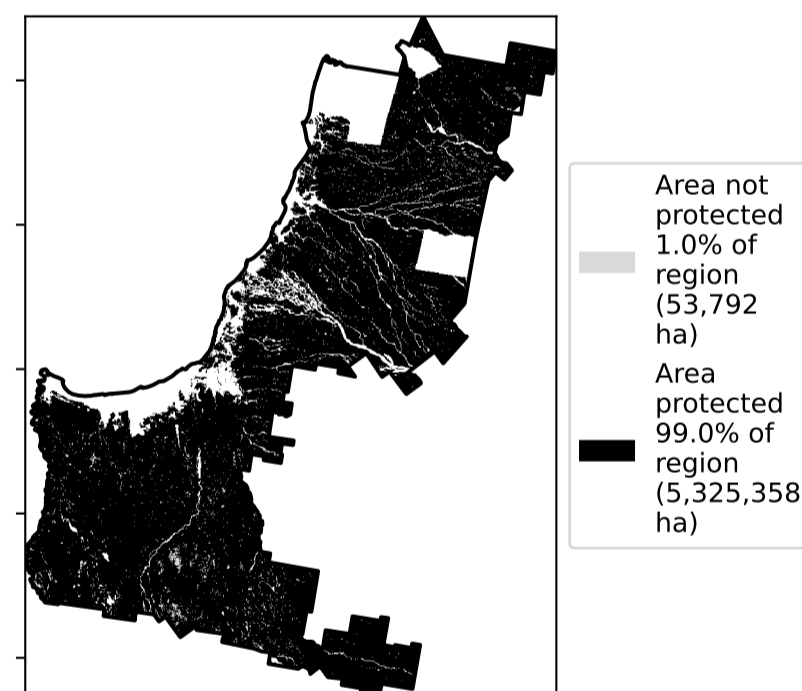 Area not
protected
1.0% of
region
(53,792
ha)
Area
protected
99.0% of
region
(5,325,358
ha)